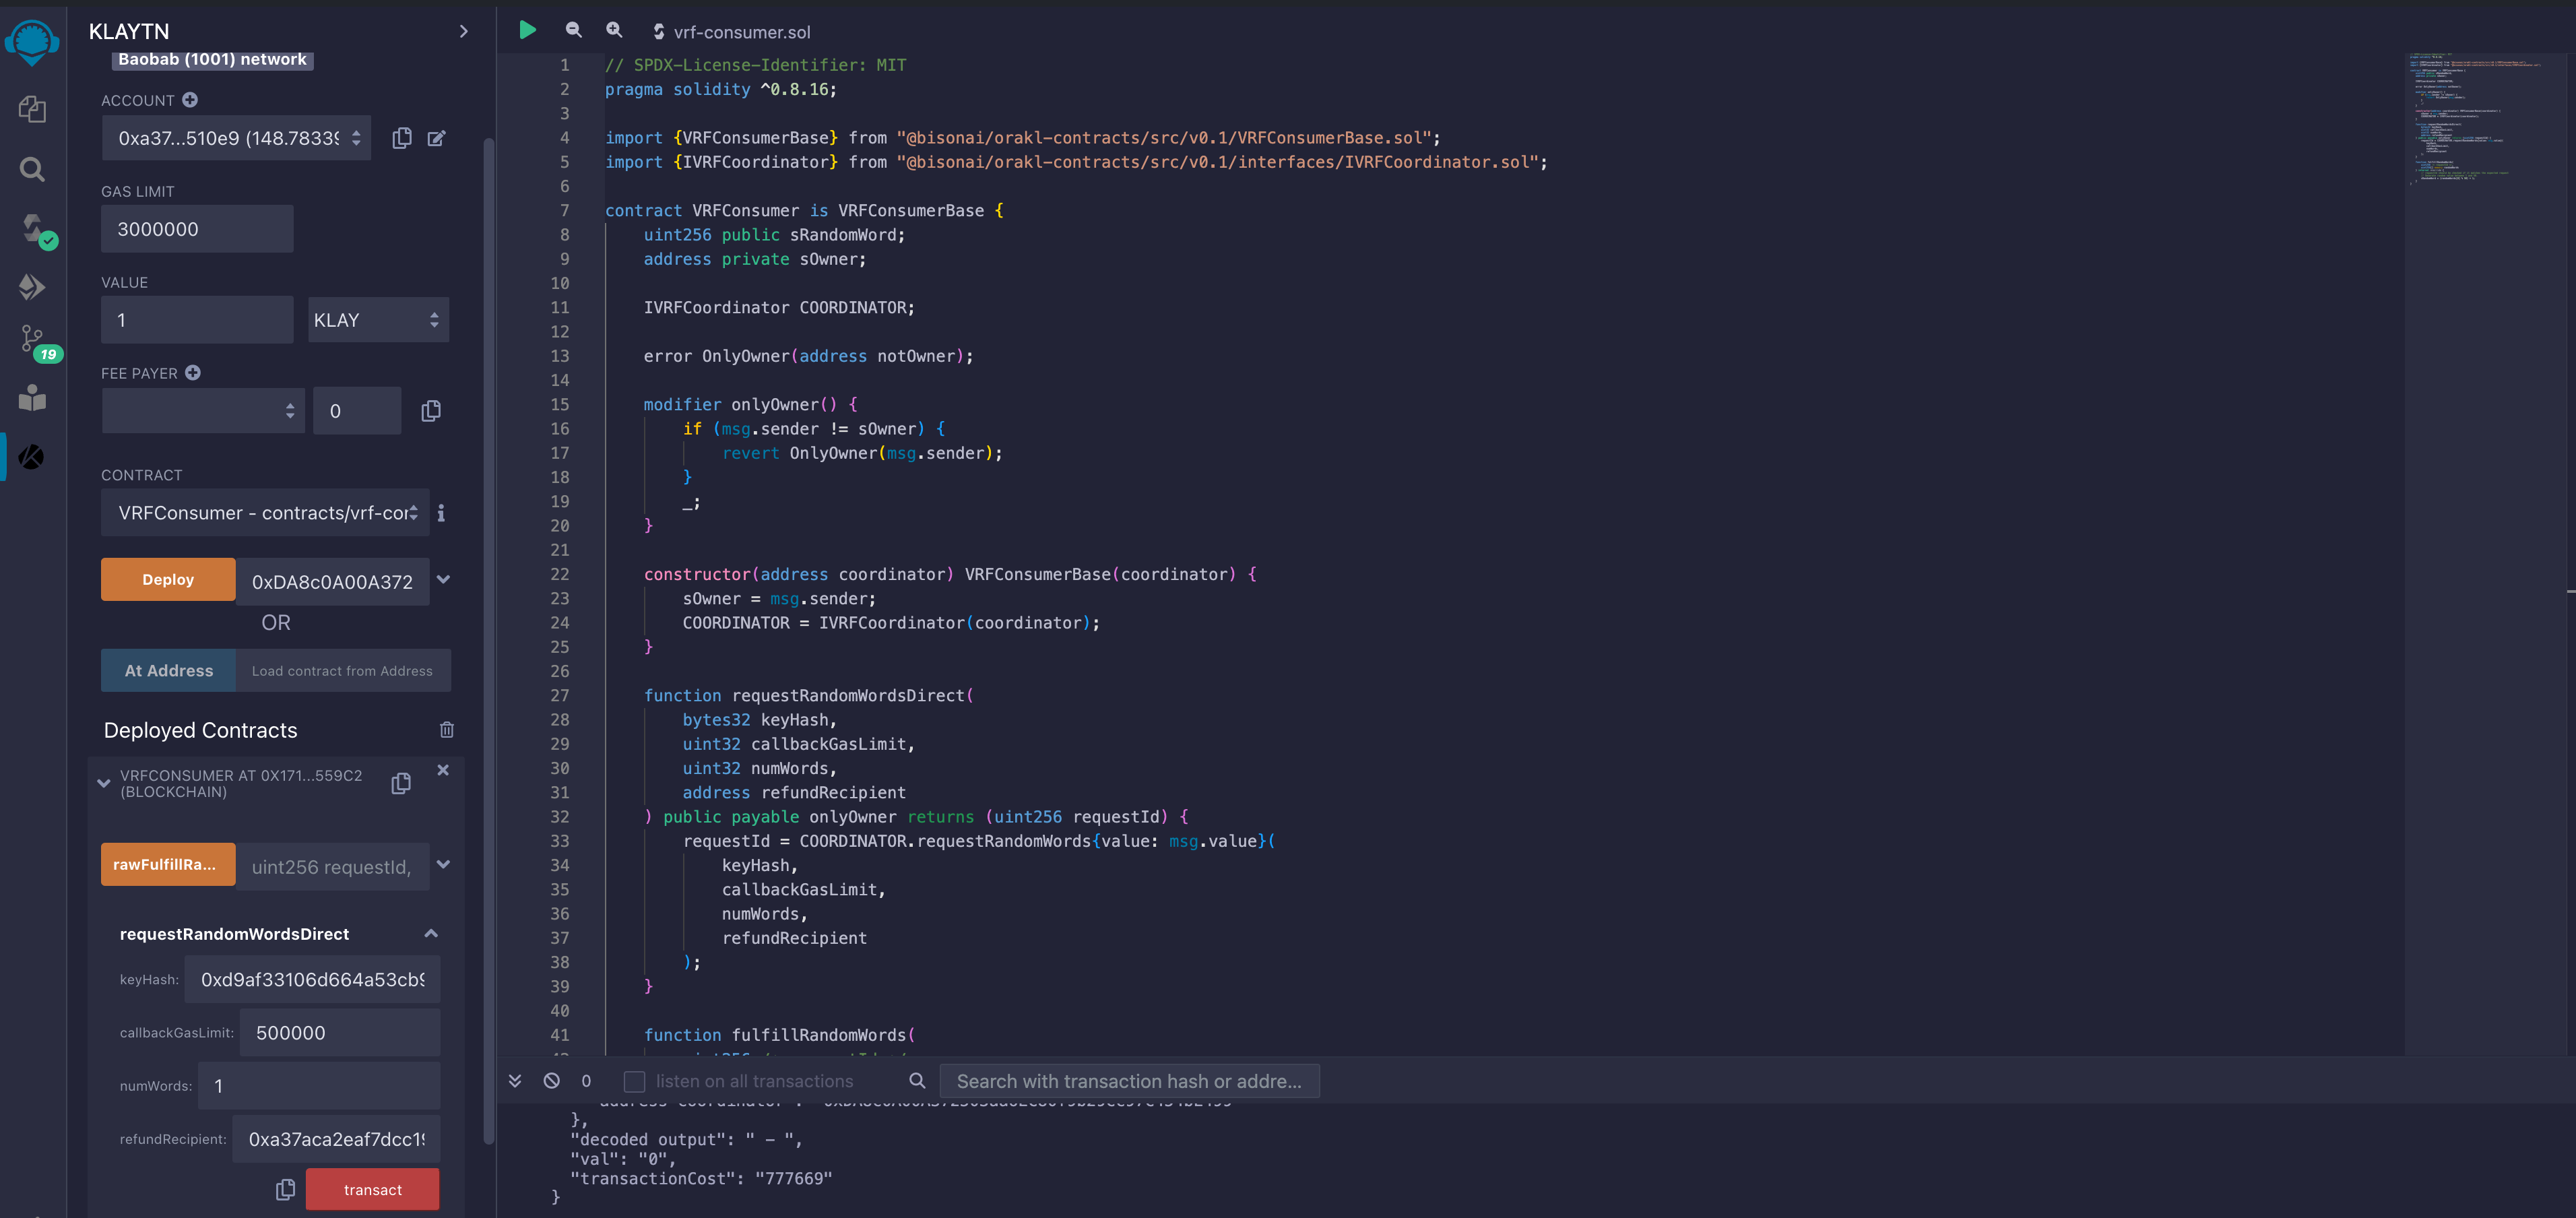 KLAYTN
Baobab (1001) network
ACCOUNT
0xa37...510e9 (148.78339
GAS LIMIT
3000000
VALUE
1
KLAY
FEE PAYER
0
CONTRACT
VRFConsumer - contracts/vrf-cor
Deploy
0xDA8c0A00A372
OR
At Address
Load contract from Address
Deployed Contracts
VRFCONSUMER AT 0X171...559C2
(BLOCKCHAIN)
rawFulfillRa...
uint256 requestId,
requestRandomWordsDirect
keyHash:
0xd9af33106d664a53cb9
callbackGasLimit:
500000
numWords:
1
refundRecipient:
0xa37aca2eaf7dcc19
transact
19
vrf-consumer.sol
1 // SPDX-License-Identifier: MIT
2 pragma solidity ^0.8.16;
3
4 import {VRFConsumerBase} from "@bisonai/orakl-contracts/src/v0.1/VRFConsumerBase.sol";
5 import {IVRFCoordinator} from "@bisonai/orakl-contracts/src/v0.1/interfaces/IVRFCoordinator.sol";
6
7 contract VRFConsumer is VRFConsumerBase {
8 uint256 public sRandomWord;
9 address private sOwner;
10
11 IVRFCoordinator COORDINATOR;
12
13 error OnlyOwner(address notOwner);
14
15 modifier onlyOwner() {
16 if (msg.sender != sOwner) {
17 revert OnlyOwner(msg.sender);
18 }
19 _;
20 }
21
22 constructor(address coordinator) VRFConsumerBase(coordinator) {
23 sOwner = msg.sender;
24 COORDINATOR = IVRFCoordinator(coordinator);
25 }
26
27 function requestRandomWordsDirect(
28 bytes32 keyHash,
29 uint32 callbackGasLimit,
30 uint32 numWords,
31 address refundRecipient
32 ) public payable onlyOwner returns (uint256 requestId) {
33 requestId = COORDINATOR.requestRandomWords{value: msg.value}(
34 keyHash,
35 callbackGasLimit,
36 numWords,
37 refundRecipient
38 );
39 }
40
41 function fulfillRandomWords(
0
listen on all transactions
Search with transaction hash or addre...
},
"decoded output": " - ",
"val": "0",
"transactionCost": "777669"
}